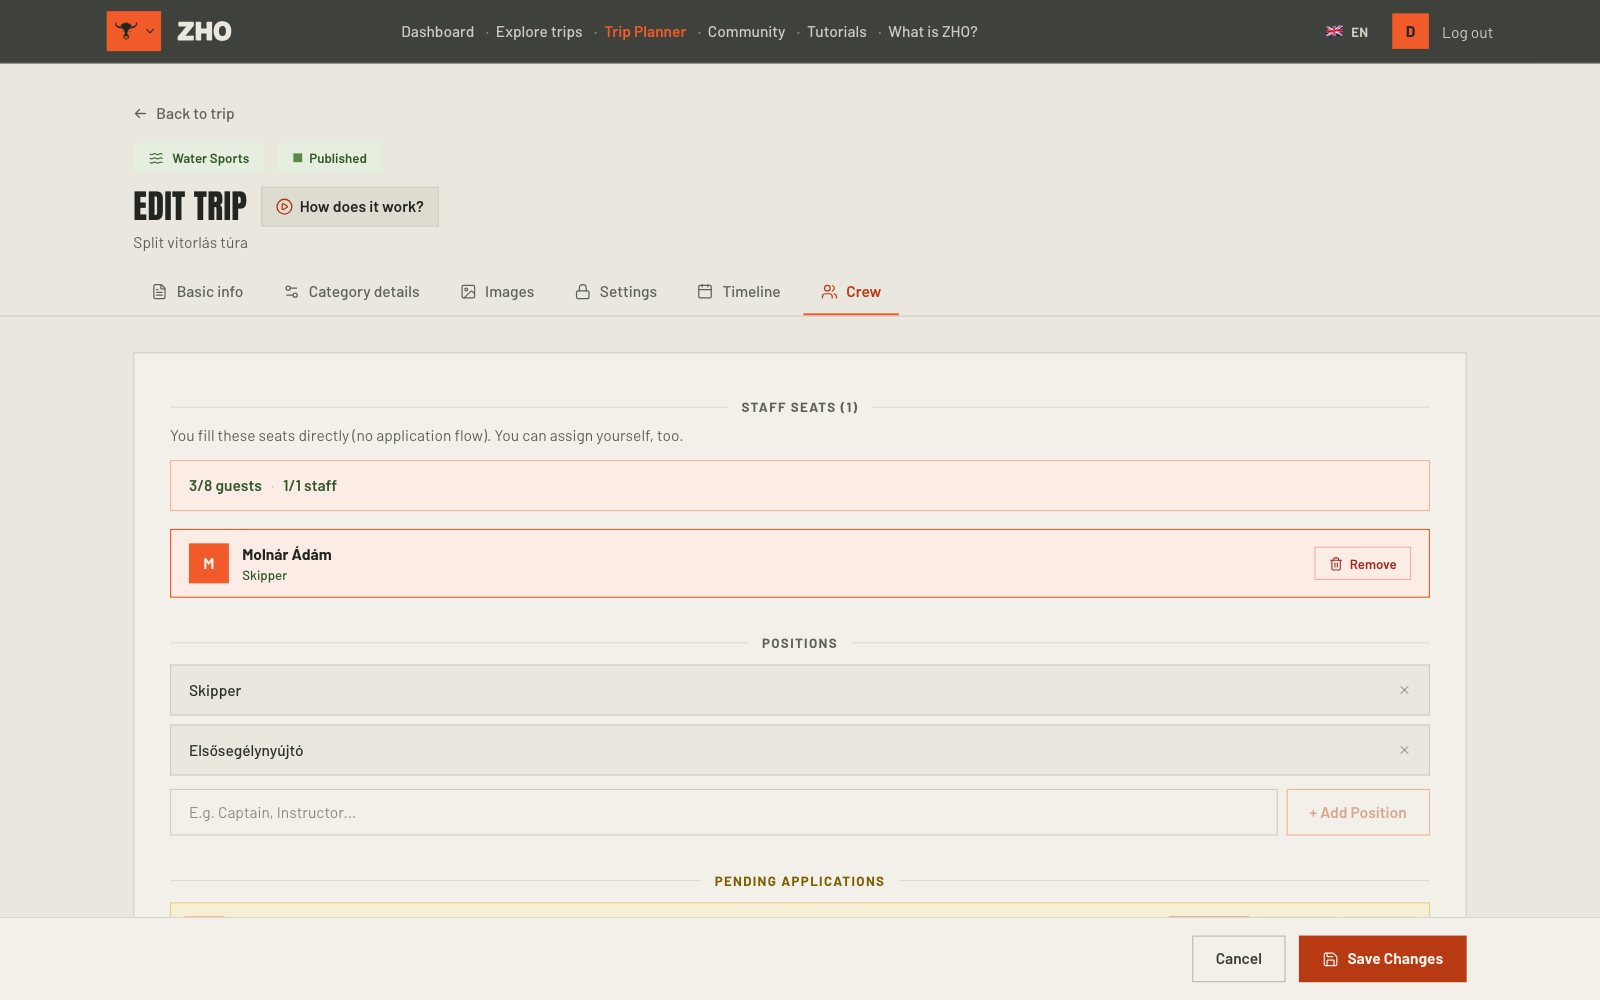 ZHO
Dashboard · Explore trips · Trip Planner · Community · Tutorials · What is ZHO?
EN
D
Log out
← Back to trip
Water Sports
Published
EDIT TRIP
How does it work?
Split vitorlás túra
Basic info
Category details
Images
Settings
Timeline
Crew
STAFF SEATS (1)
You fill these seats directly (no application flow). You can assign yourself, too.
3/8 guests · 1/1 staff
M
Molnár Ádám
Skipper
Remove
POSITIONS
Skipper
Elsősegélynyújtó
E.g. Captain, Instructor...
+ Add Position
PENDING APPLICATIONS
Cancel
Save Changes